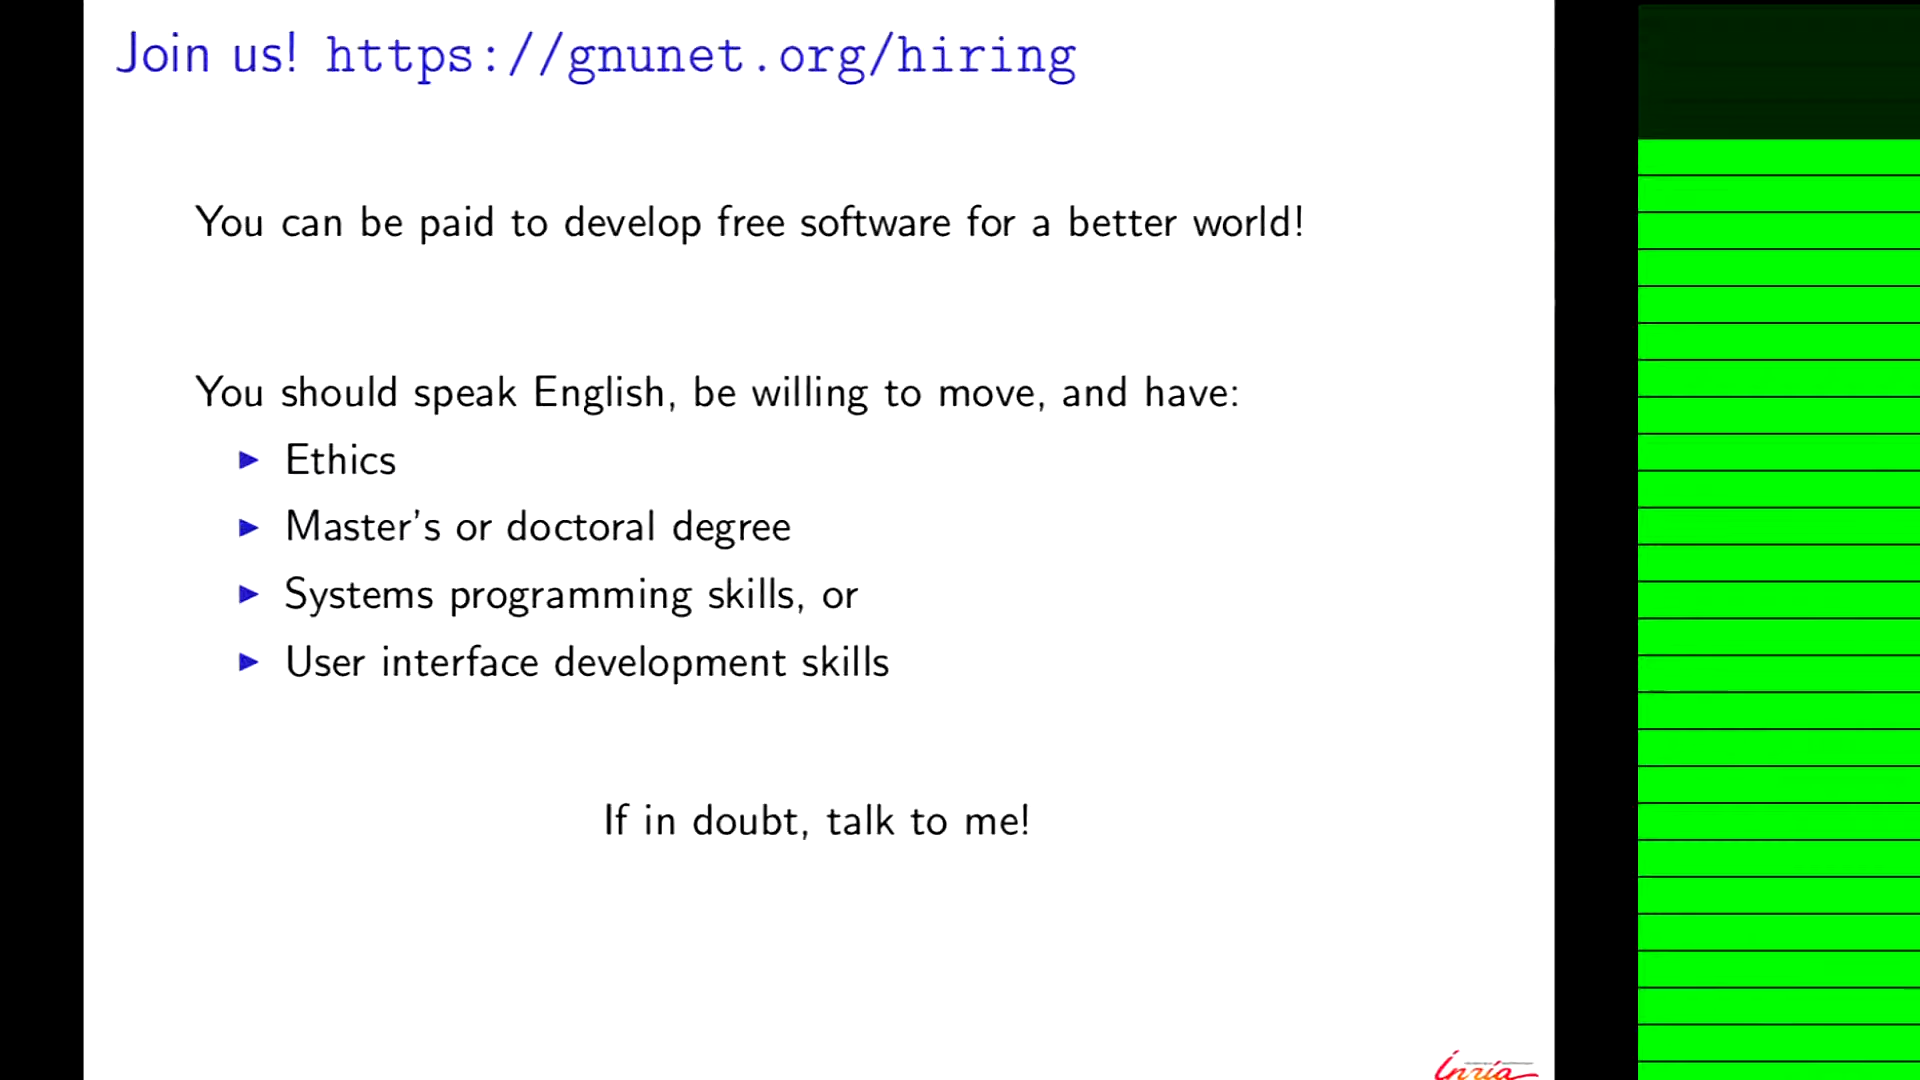 Join us! https://gnunet.org/hiring
You can be paid to develop free software for a better world!
You should speak English, be willing to move, and have:
▶ Ethics
▶ Master's or doctoral degree
▶ Systems programming skills, or
▶ User interface development skills
If in doubt, talk to me!
Inria